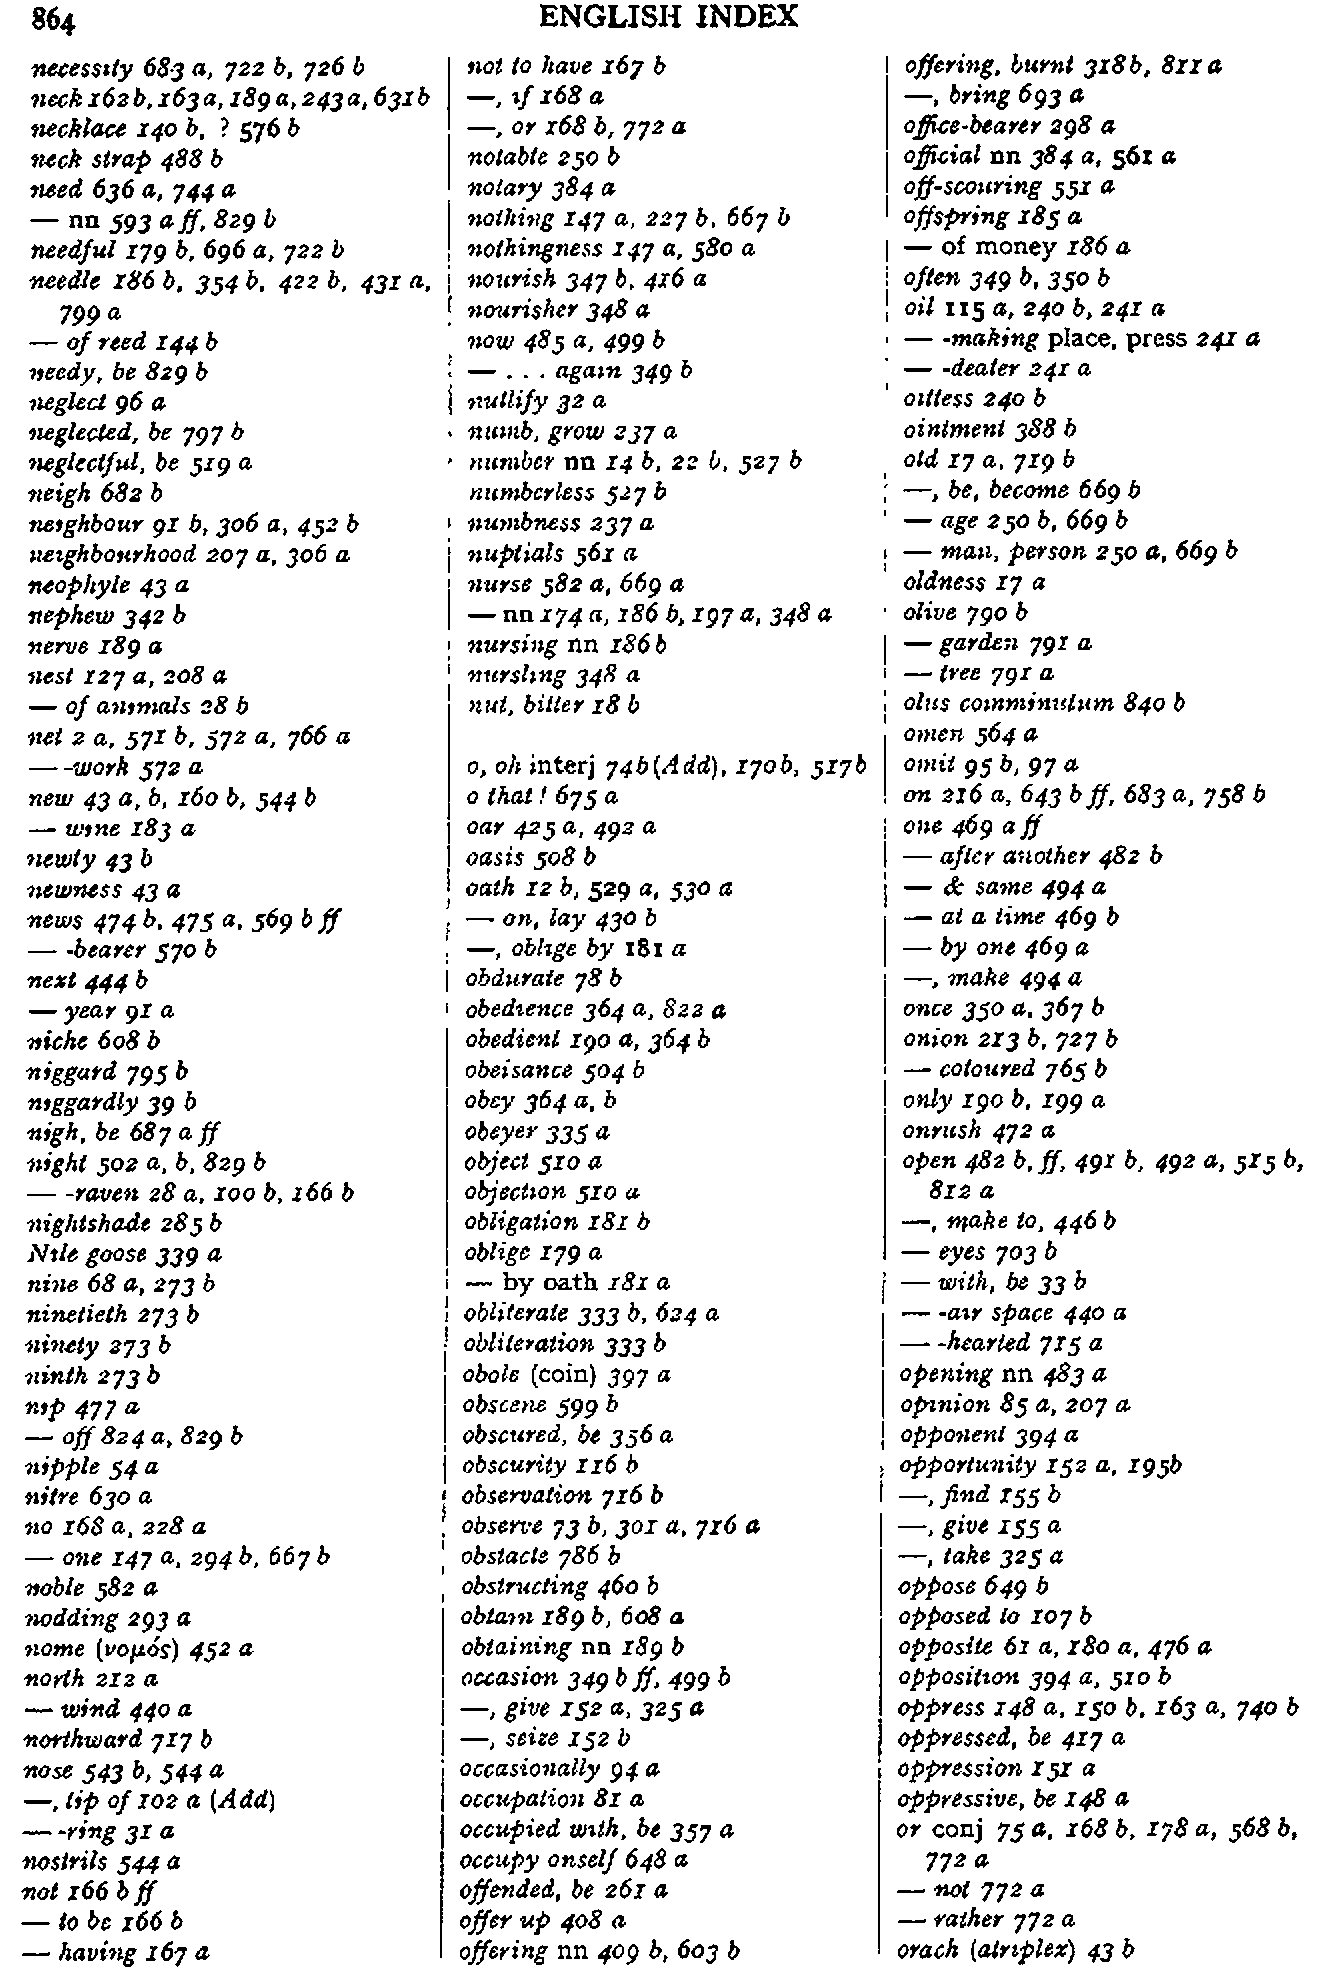 864
ENGLISH INDEX
necessity 683 a, 722 b, 726 b
neck 162 b, 163 a, 189 a, 243 a, 631 b
necklace 140 b, ? 576 b
neck strap 488 b
need 636 a, 744 a
— nn 593 a ff, 829 b
needful 179 b, 696 a, 722 b
needle 186 b, 354 b, 422 b, 431 a,
799 a
— of reed 144 b
needy, be 829 b
neglect 96 a
neglected, be 797 b
neglectful, be 519 a
neigh 682 b
neighbour 91 b, 306 a, 452 b
neighbourhood 207 a, 306 a
neophyte 43 a
nephew 342 b
nerve 189 a
nest 127 a, 208 a
— of animals 28 b
net 2 a, 571 b, 572 a, 766 a
— -work 572 a
new 43 a, b, 160 b, 544 b
— wine 183 a
newly 43 b
newness 43 a
news 474 b, 475 a, 569 b ff
— -bearer 570 b
next 444 b
— year 91 a
niche 608 b
niggard 795 b
niggardly 39 b
nigh, be 687 a ff
night 502 a, b, 829 b
— -raven 28 a, 100 b, 166 b
nightshade 285 b
Nile goose 339 a
nine 68 a, 273 b
ninetieth 273 b
ninety 273 b
ninth 273 b
nip 477 a
— off 824 a, 829 b
nipple 54 a
nitre 630 a
no 168 a, 228 a
— one 147 a, 294 b, 667 b
noble 582 a
nodding 293 a
nome (νομός) 452 a
north 212 a
— wind 440 a
northward 717 b
nose 543 b, 544 a
—, tip of 102 a (Add)
— -ring 31 a
nostrils 544 a
not 166 b ff
— to be 166 b
— having 167 a
not to have 167 b
—, if 168 a
—, or 168 b, 772 a
notable 250 b
notary 384 a
nothing 147 a, 227 b, 667 b
nothingness 147 a, 580 a
nourish 347 b, 416 a
nourisher 348 a
now 485 a, 499 b
— . . . again 349 b
nullify 32 a
numb, grow 237 a
number nn 14 b, 22 b, 527 b
numberless 527 b
numbness 237 a
nuptials 561 a
nurse 582 a, 669 a
— nn 174 a, 186 b, 197 a, 348 a
nursing nn 186 b
nursling 348 a
nut, bitter 18 b
o, oh interj 74 b (Add), 170 b, 517 b
o that ! 675 a
oar 425 a, 492 a
oasis 508 b
oath 12 b, 529 a, 530 a
— on, lay 430 b
—, oblige by 181 a
obdurate 78 b
obedience 364 a, 822 a
obedient 190 a, 364 b
obeisance 504 b
obey 364 a, b
obeyer 335 a
object 510 a
objection 510 a
obligation 181 b
oblige 179 a
— by oath 181 a
obliterate 333 b, 624 a
obliteration 333 b
obole (coin) 397 a
obscene 599 b
obscured, be 356 a
obscurity 116 b
observation 716 b
observe 73 b, 301 a, 716 a
obstacle 786 b
obstructing 460 b
obtain 189 b, 608 a
obtaining nn 189 b
occasion 349 b ff, 499 b
—, give 152 a, 325 a
—, seize 152 b
occasionally 94 a
occupation 81 a
occupied with, be 357 a
occupy onself 648 a
offended, be 261 a
offer up 408 a
offering nn 409 b, 603 b
offering, burnt 318 b, 811 a
—, bring 693 a
office-bearer 298 a
official nn 384 a, 561 a
off-scouring 551 a
offspring 185 a
— of money 186 a
often 349 b, 350 b
oil 115 a, 240 b, 241 a
— -making place, press 241 a
— -dealer 241 a
oilless 240 b
ointment 388 b
old 17 a, 719 b
—, be, become 669 b
— age 250 b, 669 b
— man, person 250 a, 669 b
oldness 17 a
olive 790 b
— garden 791 a
— tree 791 a
olus comminutum 840 b
omen 564 a
omit 95 b, 97 a
on 216 a, 643 b ff, 683 a, 758 b
one 469 a ff
— after another 482 b
— & same 494 a
— at a time 469 b
— by one 469 a
—, make 494 a
once 350 a, 367 b
onion 213 b, 727 b
— coloured 765 b
only 190 b, 199 a
onrush 472 a
open 482 b, ff, 491 b, 492 a, 515 b,
812 a
—, make to, 446 b
— eyes 703 b
— with, be 33 b
— -air space 440 a
— -hearted 715 a
opening nn 483 a
opinion 85 a, 207 a
opponent 394 a
opportunity 152 a, 195b
—, find 155 b
—, give 155 a
—, take 325 a
oppose 649 b
opposed to 107 b
opposite 61 a, 180 a, 476 a
opposition 394 a, 510 b
oppress 148 a, 150 b, 163 a, 740 b
oppressed, be 417 a
oppression 151 a
oppressive, be 148 a
or conj 75 a, 168 b, 178 a, 568 b,
772 a
— not 772 a
— rather 772 a
orach (atriplex) 43 b